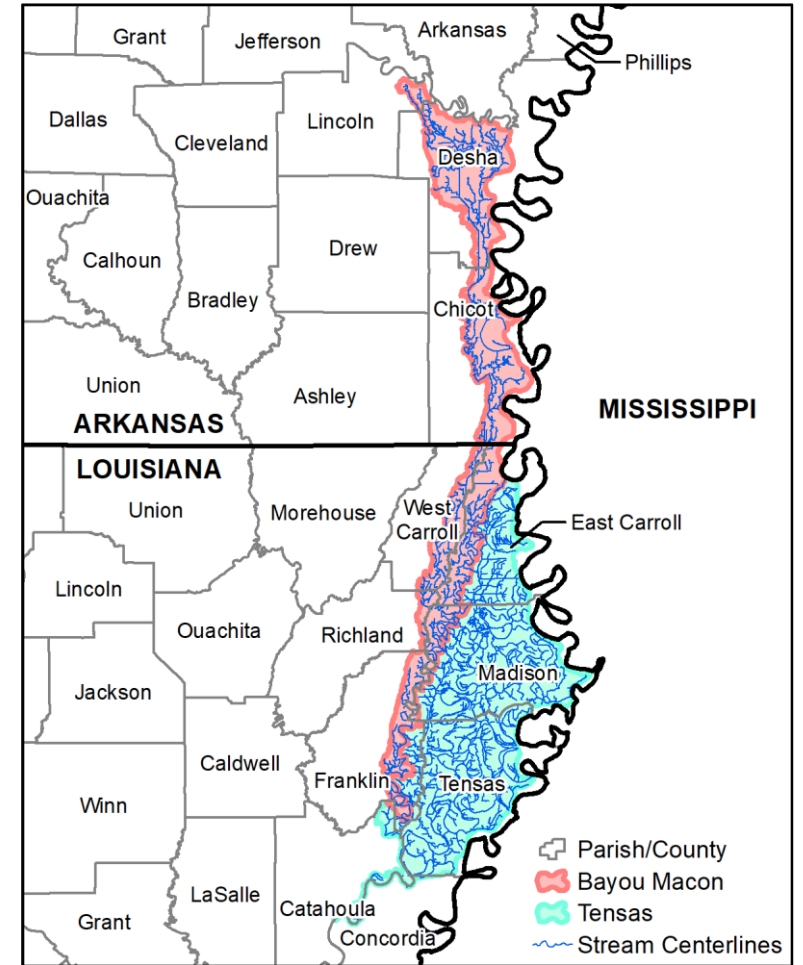 Grant
Jefferson
Arkansas
Phillips
Dallas
Cleveland
Lincoln
Desha
Ouachita
Calhoun
Drew
Bradley
Chicot
Union
Ashley
ARKANSAS
MISSISSIPPI
LOUISIANA
Union
Morehouse
West
Carroll
East Carroll
Lincoln
Ouachita
Richland
Jackson
Madison
Caldwell
Franklin
Tensas
Winn
LaSalle
Catahoula
Grant
Concordia
Parish/County
Bayou Macon
Tensas
Stream Centerlines